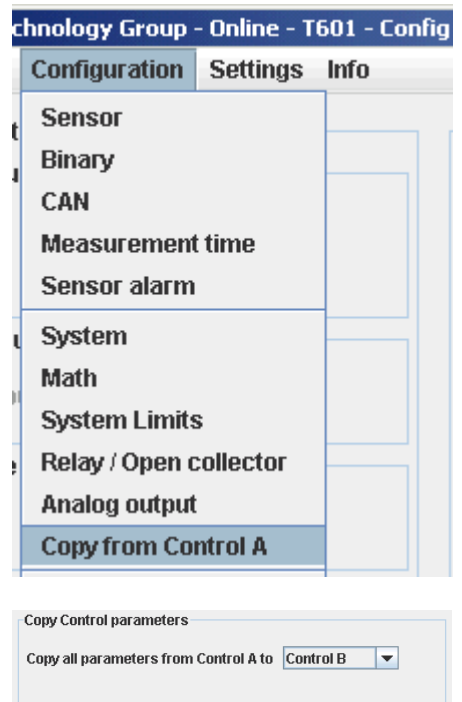 chnology Group - Online - T601 - Config
Configuration Settings Info
Sensor
Binary
CAN
Measurement time
Sensor alarm
System
Math
System Limits
Relay / Open collector
Analog output
Copy from Control A
Copy Control parameters
Copy all parameters from Control A to Control B